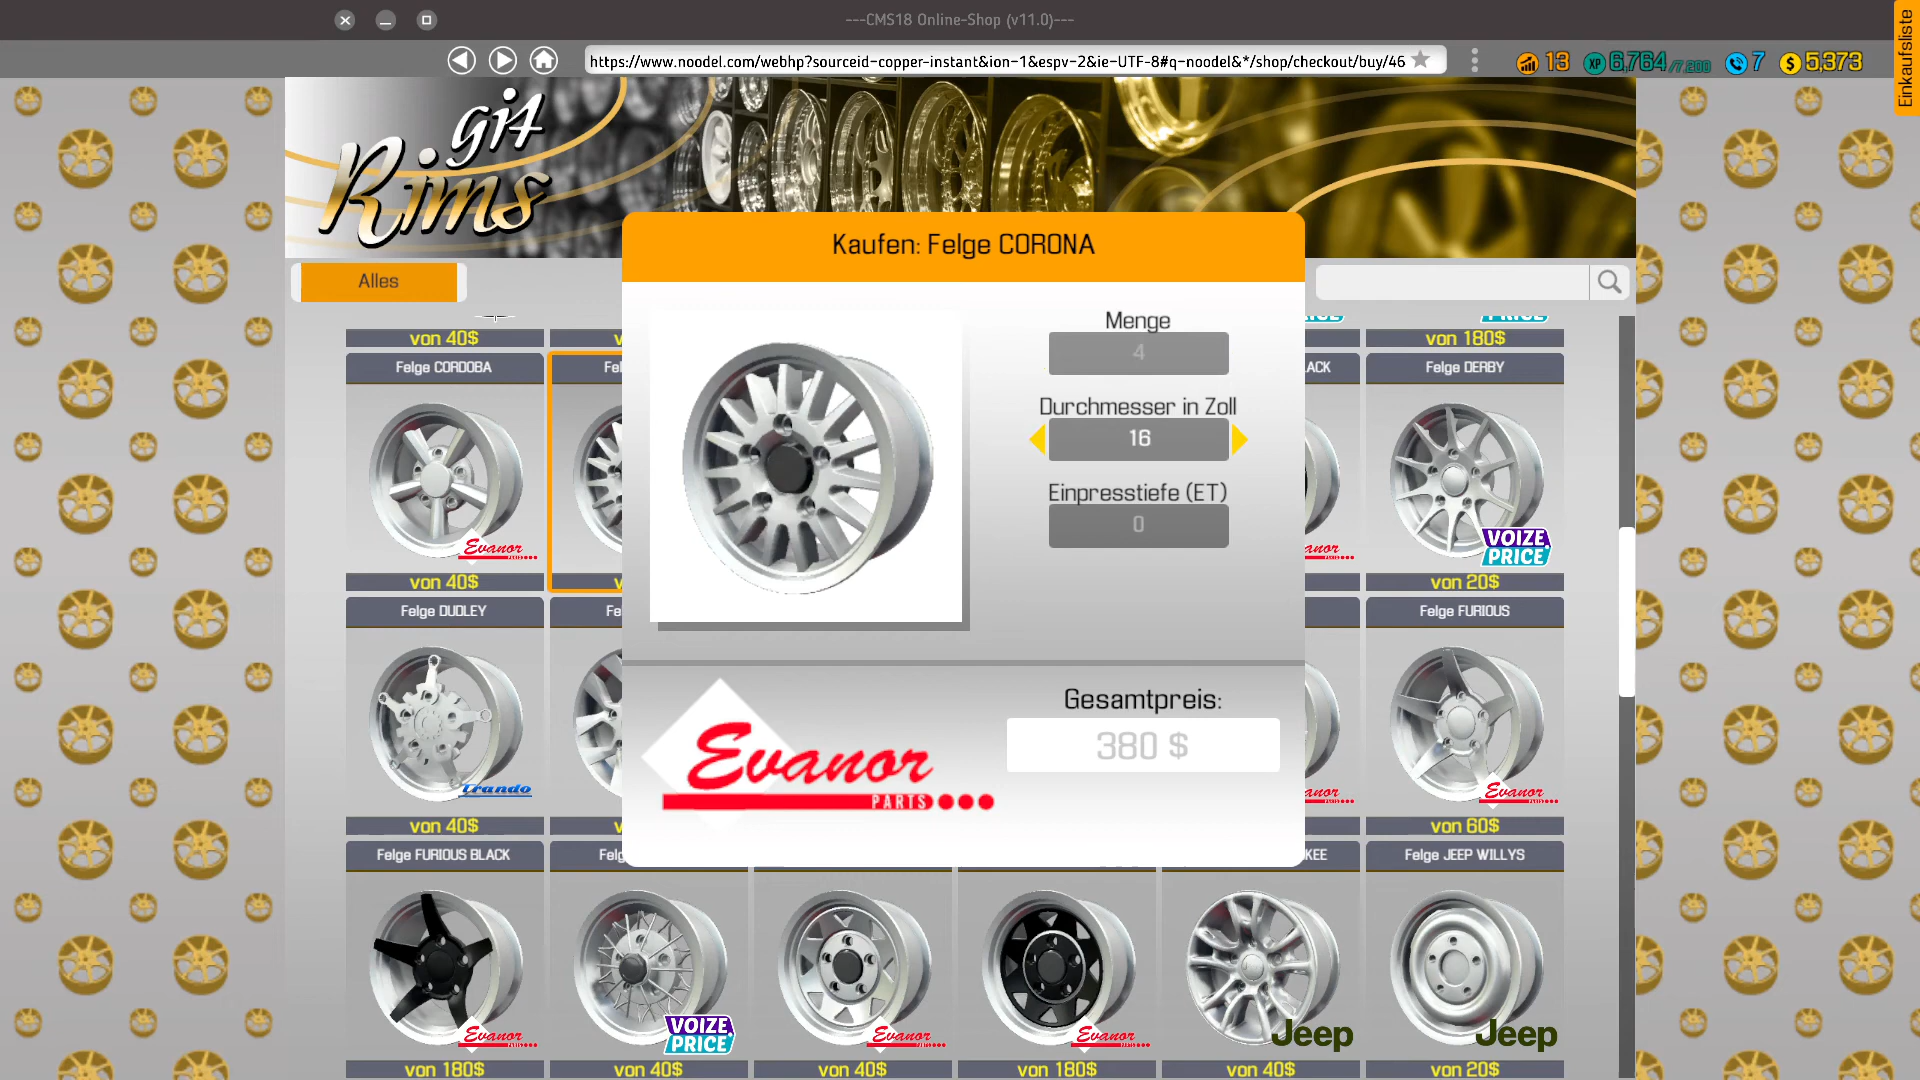 ---CMS18 Online-Shop (v11.0)---
https://www.noodel.com/webhp?sourceid-copper-instant&ion-1&espv-2&ie-UTF-8#q-noodel&*/shop/checkout/buy/46
13
XP 6,764/7,200
7
$ 5,373
Einkaufsliste
git
Rims
Alles
Kaufen: Felge CORONA
Menge
4
Durchmesser in Zoll
16
Einpresstiefe (ET)
0
Evanor
PARTS
Gesamtpreis:
380 $
von 40$
von 180$
Felge CORDOBA
Evanor
von 40$
Felge DERBY
VOIZE
PRICE
von 20$
Felge DUDLEY
Trando
von 40$
Felge FURIOUS
Evanor
von 60$
Felge FURIOUS BLACK
Evanor
von 180$
VOIZE
PRICE
von 40$
Evanor
von 40$
Evanor
von 180$
Jeep
von 40$
Felge JEEP WILLYS
Jeep
von 20$